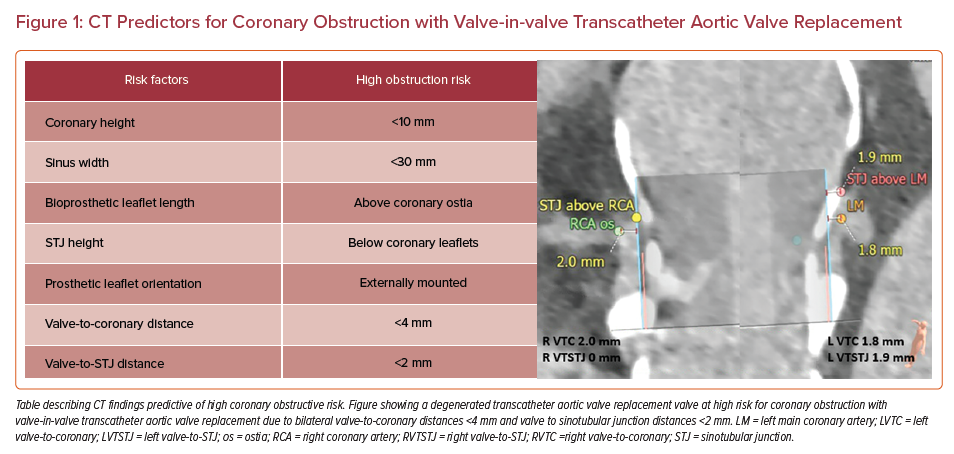 Figure 1: CT Predictors for Coronary Obstruction with Valve-in-valve Transcatheter Aortic Valve Replacement
Risk factors High obstruction risk
Coronary height <10 mm
Sinus width <30 mm
Bioprosthetic leaflet length Above coronary ostia
STJ height Below coronary leaflets
Prosthetic leaflet orientation Externally mounted
Valve-to-coronary distance <4 mm
Valve-to-STJ distance <2 mm
1.9 mm
STJ above LM
STJ above RCA
LM
RCA os
1.8 mm
2.0 mm
R VTC 2.0 mm
R VTSTJ 0 mm
L VTC 1.8 mm
L VTSTJ 1.9 mm
Table describing CT findings predictive of high coronary obstructive risk. Figure showing a degenerated transcatheter aortic valve replacement valve at high risk for coronary obstruction with
valve-in-valve transcatheter aortic valve replacement due to bilateral valve-to-coronary distances <4 mm and valve to sinotubular junction distances <2 mm. LM = left main coronary artery; LVTC = left
valve-to-coronary; LVTSTJ = left valve-to-STJ; os = ostia; RCA = right coronary artery; RVTSTJ = right valve-to-STJ; RVTC =right valve-to-coronary; STJ = sinotubular junction.